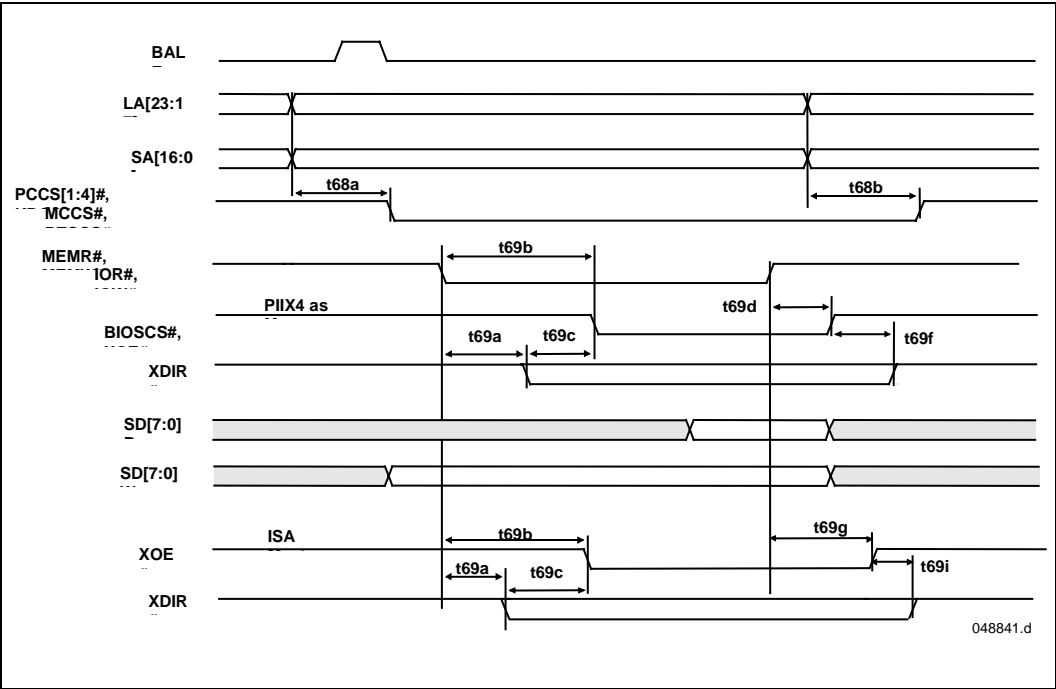 BAL
LA[23:1
SA[16:0
t68a
t68b
PCCS[1:4]#,
MCCS#,
MEMR#,
IOR#,
t69b
PIIX4 as
t69d
BIOSCS#,
t69a
t69c
t69f
XDIR
SD[7:0]
SD[7:0]
ISA
t69b
t69g
XOE
t69a
t69c
t69i
XDIR
048841.d